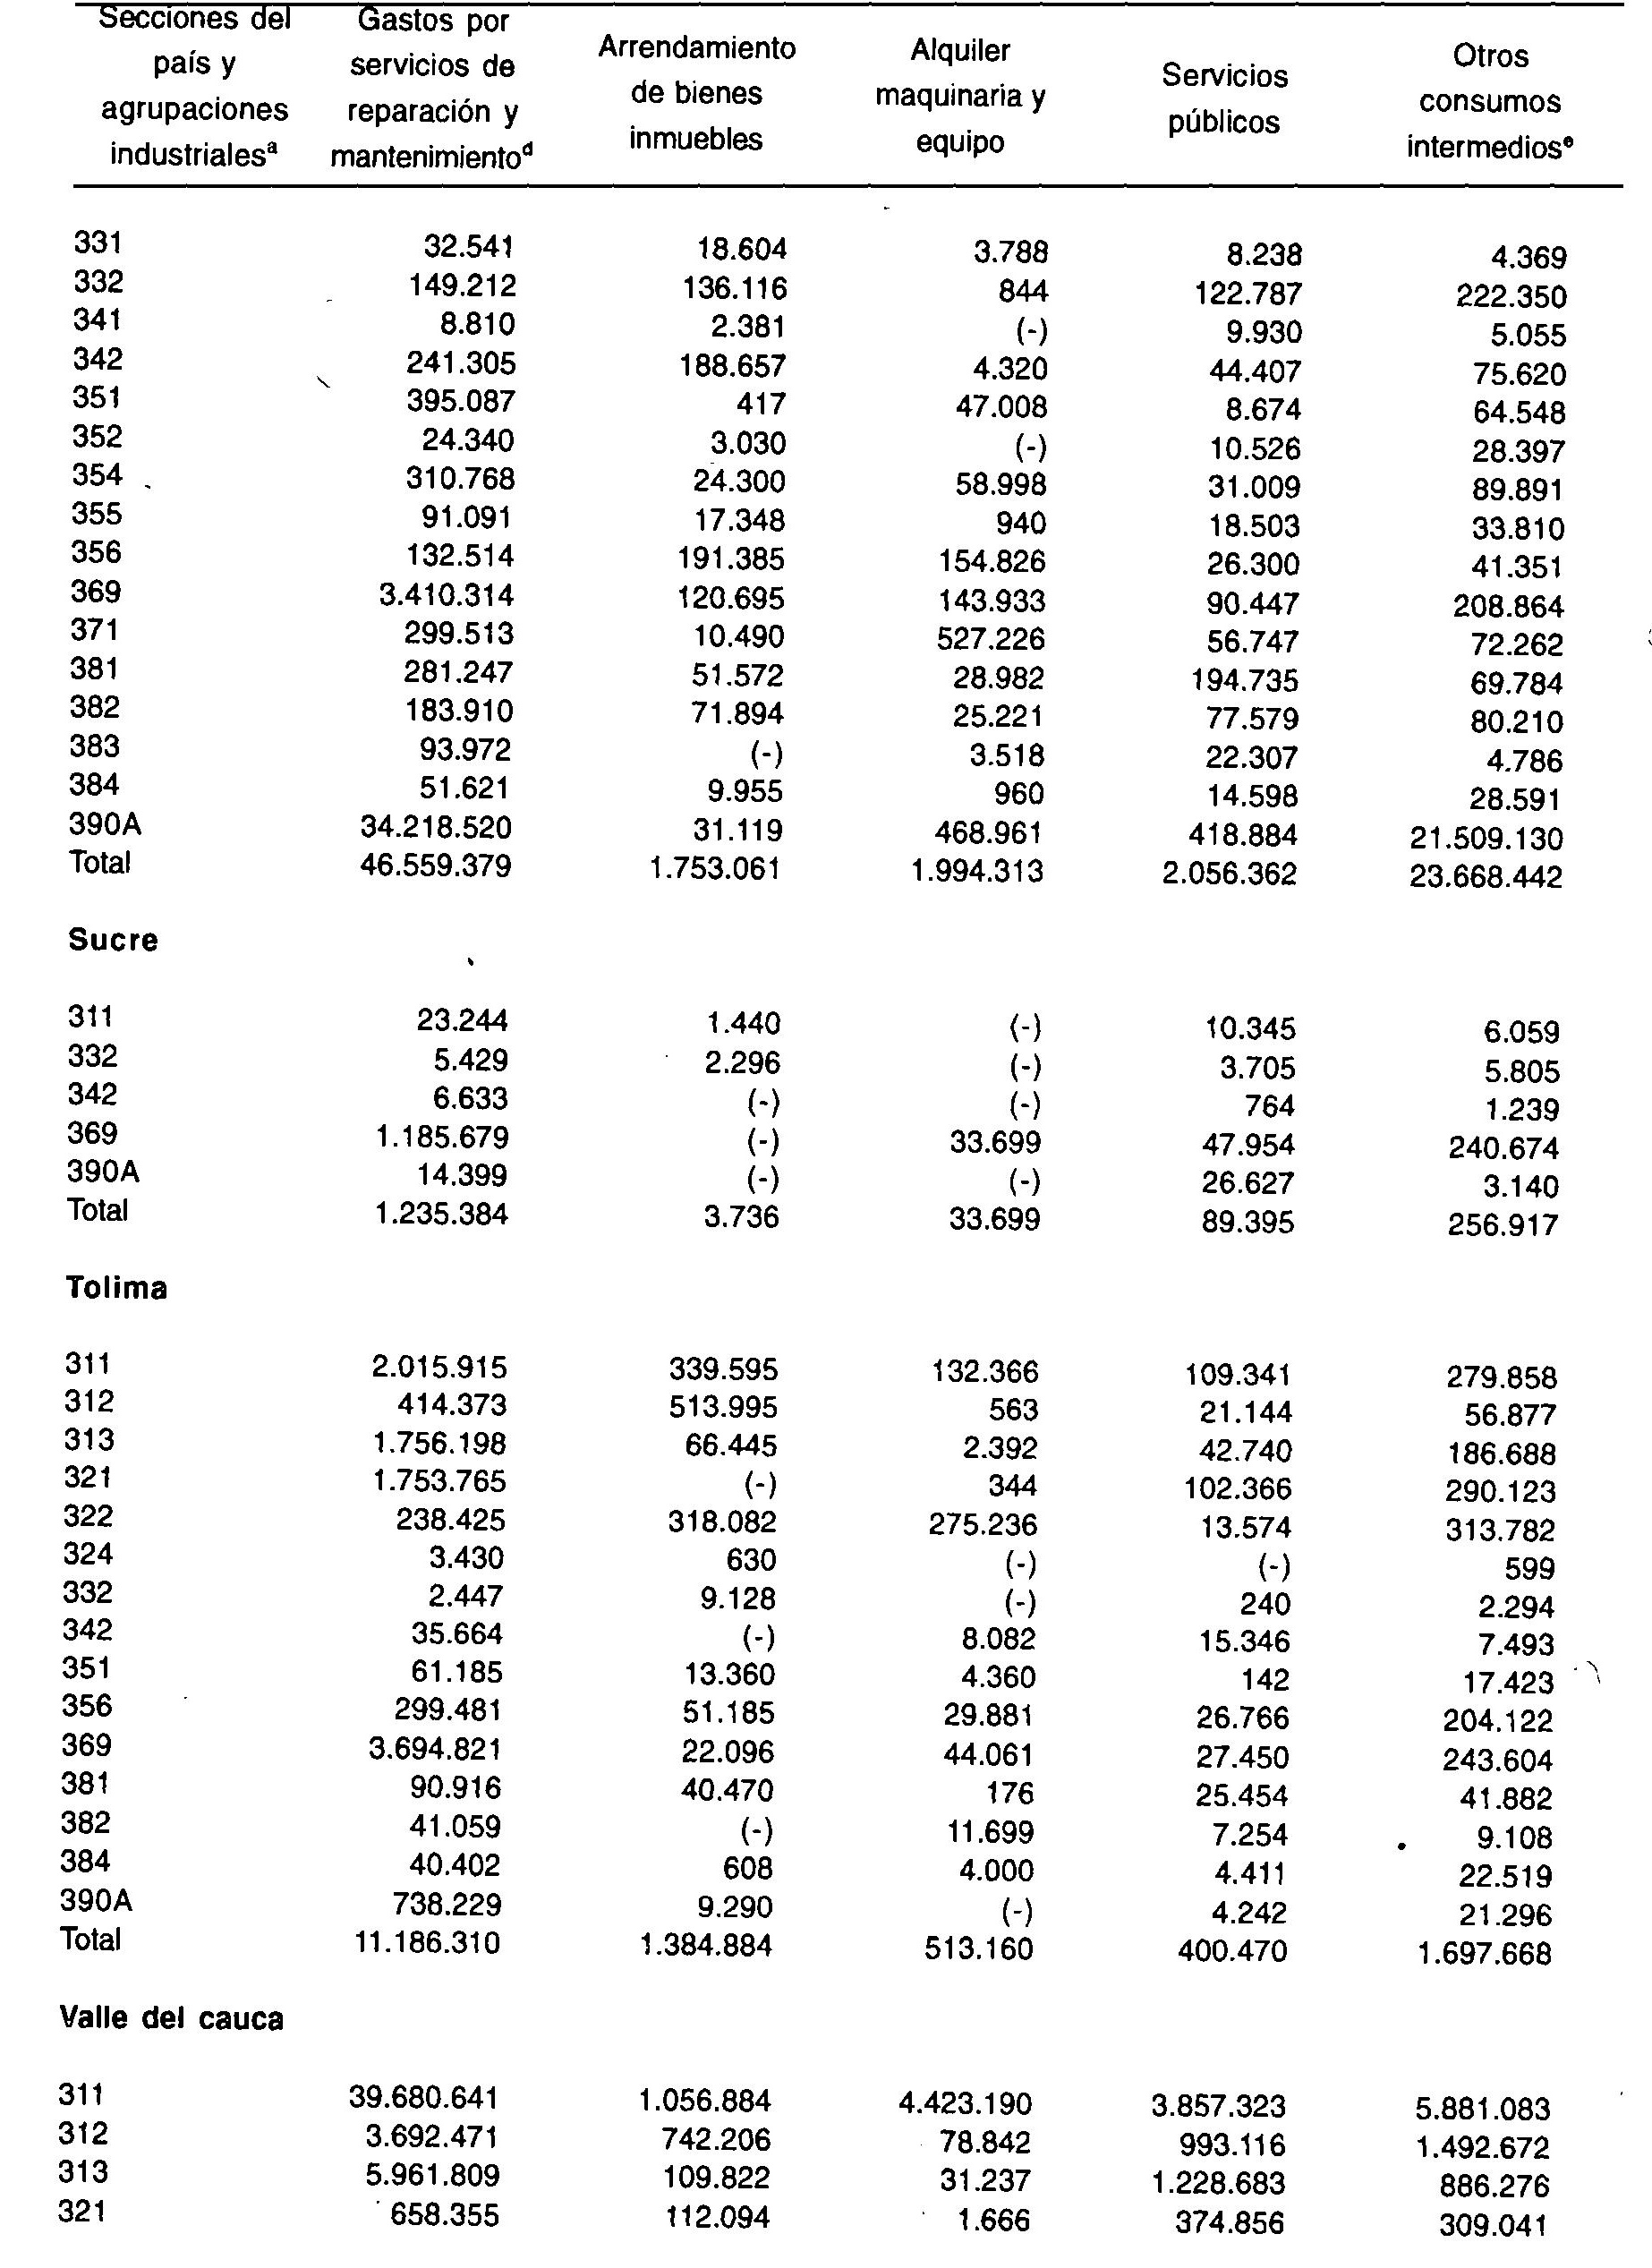 Secciones del país y agrupaciones industrialesª Gastos por servicios de reparación y mantenimientoᵈ Arrendamiento de bienes inmuebles Alquiler maquinaria y equipo Servicios públicos Otros consumos intermediosᵉ
331 32.541 18.604 3.788 8.238 4.369
332 149.212 136.116 844 122.787 222.350
341 8.810 2.381 (-) 9.930 5.055
342 241.305 188.657 4.320 44.407 75.620
351 395.087 417 47.008 8.674 64.548
352 24.340 3.030 (-) 10.526 28.397
354 310.768 24.300 58.998 31.009 89.891
355 91.091 17.348 940 18.503 33.810
356 132.514 191.385 154.826 26.300 41.351
369 3.410.314 120.695 143.933 90.447 208.864
371 299.513 10.490 527.226 56.747 72.262
381 281.247 51.572 28.982 194.735 69.784
382 183.910 71.894 25.221 77.579 80.210
383 93.972 (-) 3.518 22.307 4.786
384 51.621 9.955 960 14.598 28.591
390A 34.218.520 31.119 468.961 418.884 21.509.130
Total 46.559.379 1.753.061 1.994.313 2.056.362 23.668.442
Sucre
311 23.244 1.440 (-) 10.345 6.059
332 5.429 2.296 (-) 3.705 5.805
342 6.633 (-) (-) 764 1.239
369 1.185.679 (-) 33.699 47.954 240.674
390A 14.399 (-) (-) 26.627 3.140
Total 1.235.384 3.736 33.699 89.395 256.917
Tolima
311 2.015.915 339.595 132.366 109.341 279.858
312 414.373 513.995 563 21.144 56.877
313 1.756.198 66.445 2.392 42.740 186.688
321 1.753.765 (-) 344 102.366 290.123
322 238.425 318.082 275.236 13.574 313.782
324 3.430 630 (-) (-) 599
332 2.447 9.128 (-) 240 2.294
342 35.664 (-) 8.082 15.346 7.493
351 61.185 13.360 4.360 142 17.423
356 299.481 51.185 29.881 26.766 204.122
369 3.694.821 22.096 44.061 27.450 243.604
381 90.916 40.470 176 25.454 41.882
382 41.059 (-) 11.699 7.254 9.108
384 40.402 608 4.000 4.411 22.519
390A 738.229 9.290 (-) 4.242 21.296
Total 11.186.310 1.384.884 513.160 400.470 1.697.668
Valle del cauca
311 39.680.641 1.056.884 4.423.190 3.857.323 5.881.083
312 3.692.471 742.206 78.842 993.116 1.492.672
313 5.961.809 109.822 31.237 1.228.683 886.276
321 658.355 112.094 1.666 374.856 309.041